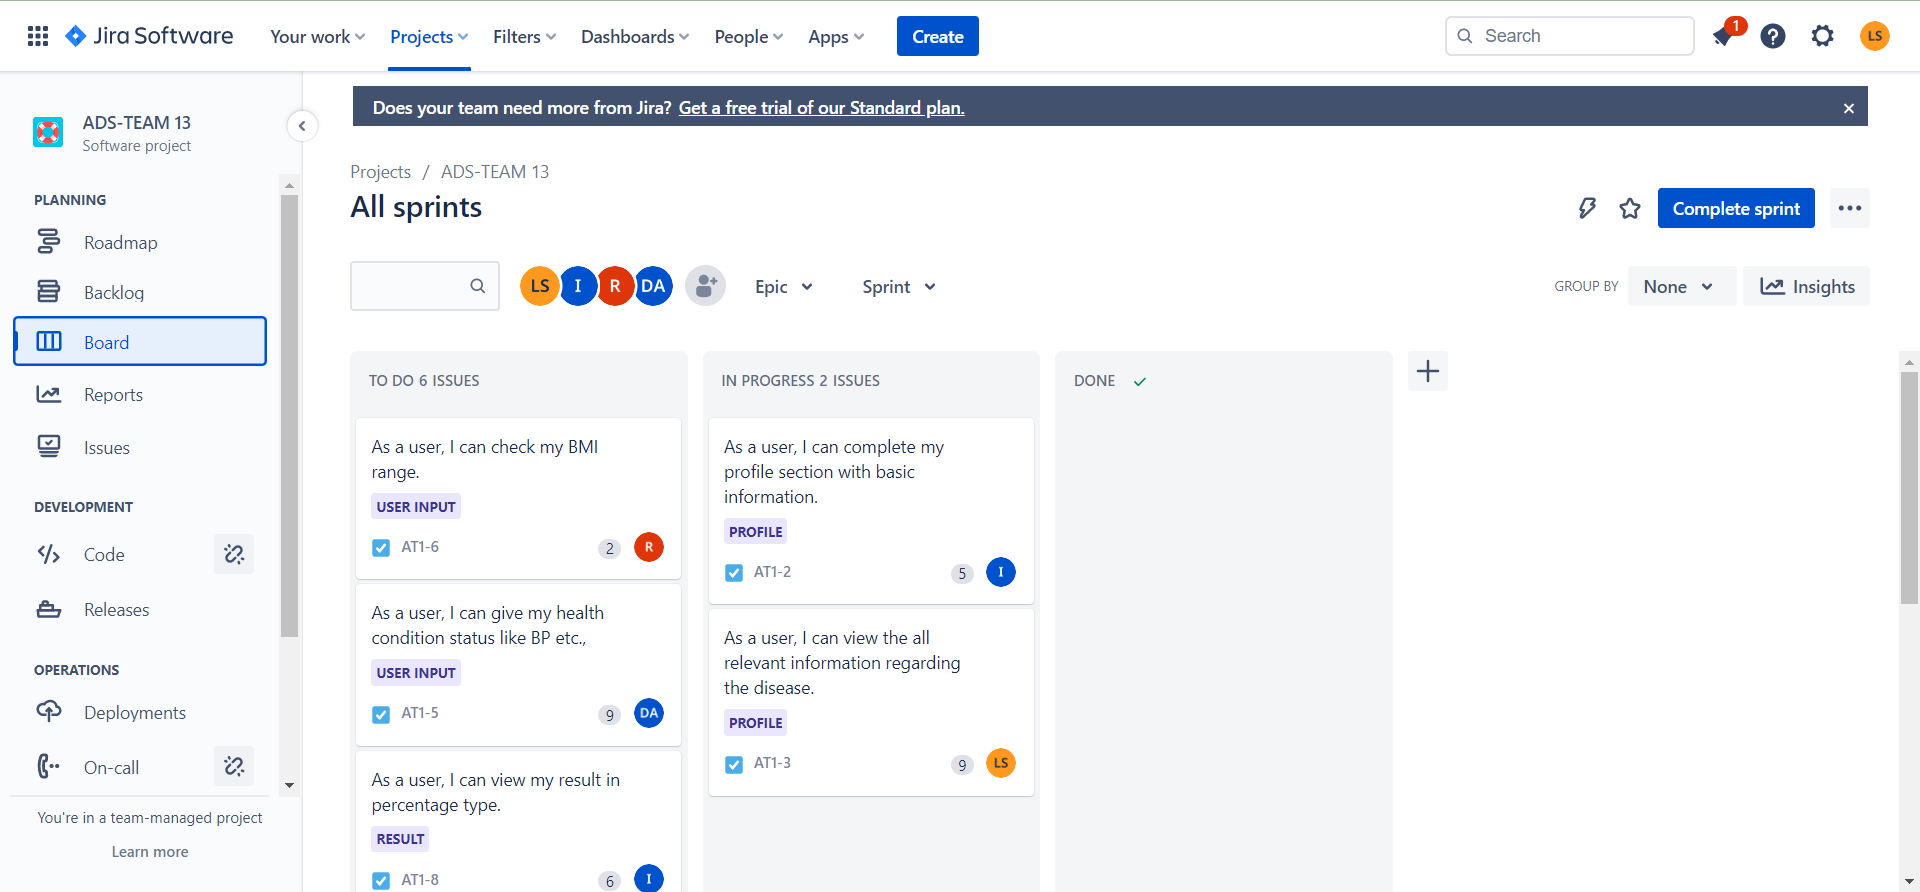 Jira Software
Your work
Projects
Filters
Dashboards
People
Apps
Create
Search
1
LS
ADS-TEAM 13
Software project
Does your team need more from Jira? Get a free trial of our Standard plan.
Projects / ADS-TEAM 13
All sprints
Complete sprint
PLANNING
Roadmap
Backlog
Board
Reports
Issues
DEVELOPMENT
Code
Releases
OPERATIONS
Deployments
On-call
You're in a team-managed project
Learn more
LS
I
R
DA
Epic
Sprint
GROUP BY
None
Insights
TO DO 6 ISSUES
As a user, I can check my BMI
range.
USER INPUT
AT1-6
2
R
As a user, I can give my health
condition status like BP etc.,
USER INPUT
AT1-5
9
DA
As a user, I can view my result in
percentage type.
RESULT
AT1-8
6
I
IN PROGRESS 2 ISSUES
As a user, I can complete my
profile section with basic
information.
PROFILE
AT1-2
5
I
As a user, I can view the all
relevant information regarding
the disease.
PROFILE
AT1-3
9
LS
DONE